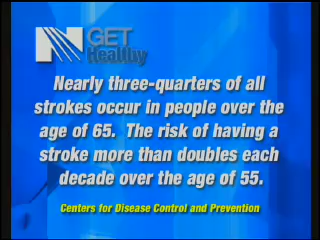 N GET
Healthy
Nearly three-quarters of all
strokes occur in people over the
age of 65. The risk of having a
stroke more than doubles each
decade over the age of 55.
Centers for Disease Control and Prevention